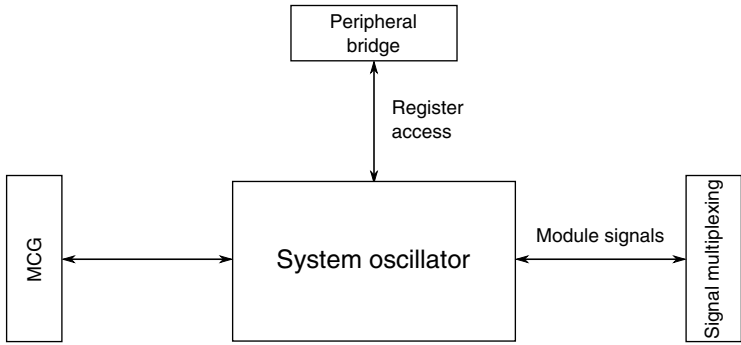 Peripheral
bridge
Register
access
MCG
System oscillator
Module signals
Signal multiplexing